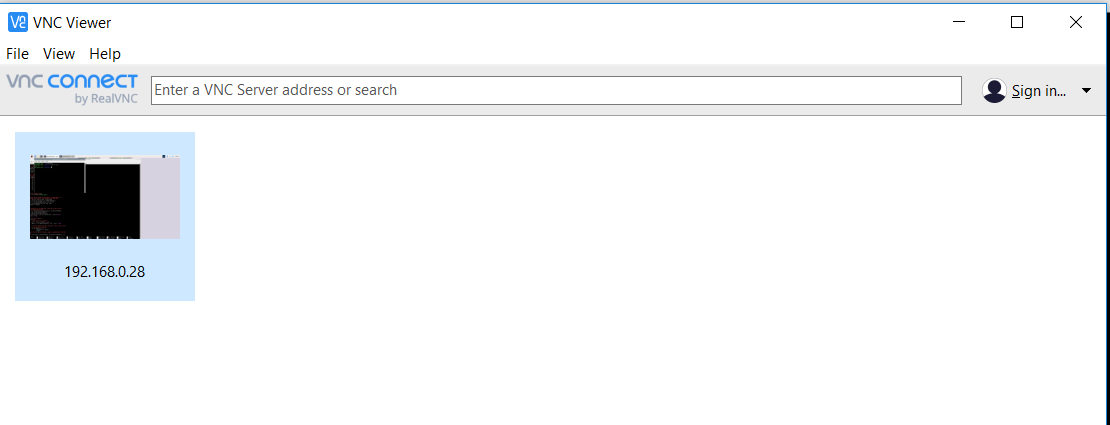 VNC Viewer
File View Help
vnc connect
by RealVNC
Enter a VNC Server address or search
Sign in...
192.168.0.28